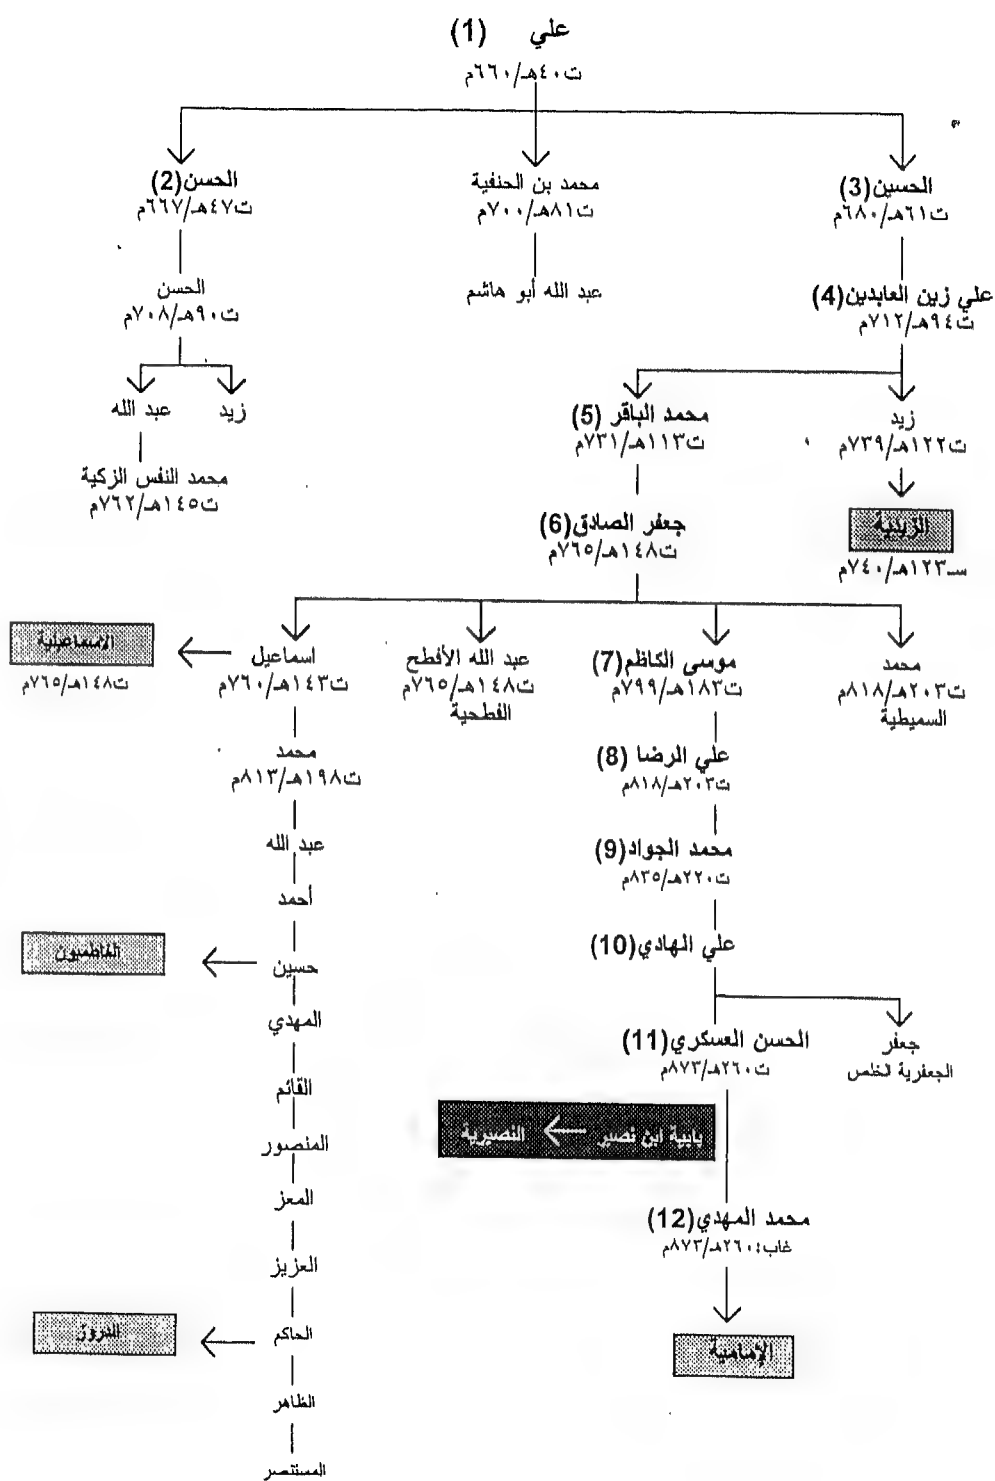 علي (1)
ت٤٠هـ/٦٦٠م
الحسين(3)
ت٦١هـ/٦٨٠م
محمد بن الحنفية
ت٨١هـ/٧٠٠م
الحسن(2)
ت٤٧هـ/٦٦٧م
علي زين العابدين(4)
ت٩٤هـ/٧١٢م
عبد الله أبو هاشم
الحسن
ت٩٠هـ/٧٠٨م
زيد
ت١٢٢هـ/٧٣٩م
محمد الباقر (5)
ت١١٣هـ/٧٣١م
زيد
عبد الله
محمد النفس الزكية
ت١٤٥هـ/٧٦٢م
الزيدية
سـ١٢٣هـ/٧٤٠م
جعفر الصادق(6)
ت١٤٨هـ/٧٦٥م
محمد
ت٢٠٣هـ/٨١٨م
السميطية
موسى الكاظم(7)
ت١٨٣هـ/٧٩٩م
عبد الله الأفطح
ت١٤٨هـ/٧٦٥م
الفطحية
اسماعيل
ت١٤٣هـ/٧٦٠م
الإسماعيلية
ت١٤٨هـ/٧٦٥م
علي الرضا (8)
ت٢٠٣هـ/٨١٨م
محمد
ت١٩٨هـ/٨١٣م
محمد الجواد(9)
ت٢٢٠هـ/٨٣٥م
عبد الله
أحمد
علي الهادي(10)
حسين
الفاطميون
جعفر
الجعفرية الخلص
الحسن العسكري(11)
ت٢٦٠هـ/٨٧٣م
المهدي
القائم
بابية ابن نصير
النصيرية
المنصور
المعز
محمد المهدي(12)
غاب:٢٦٠هـ/٨٧٣م
العزيز
الحاكم
الدروز
الإمامية
الظاهر
المستنصر